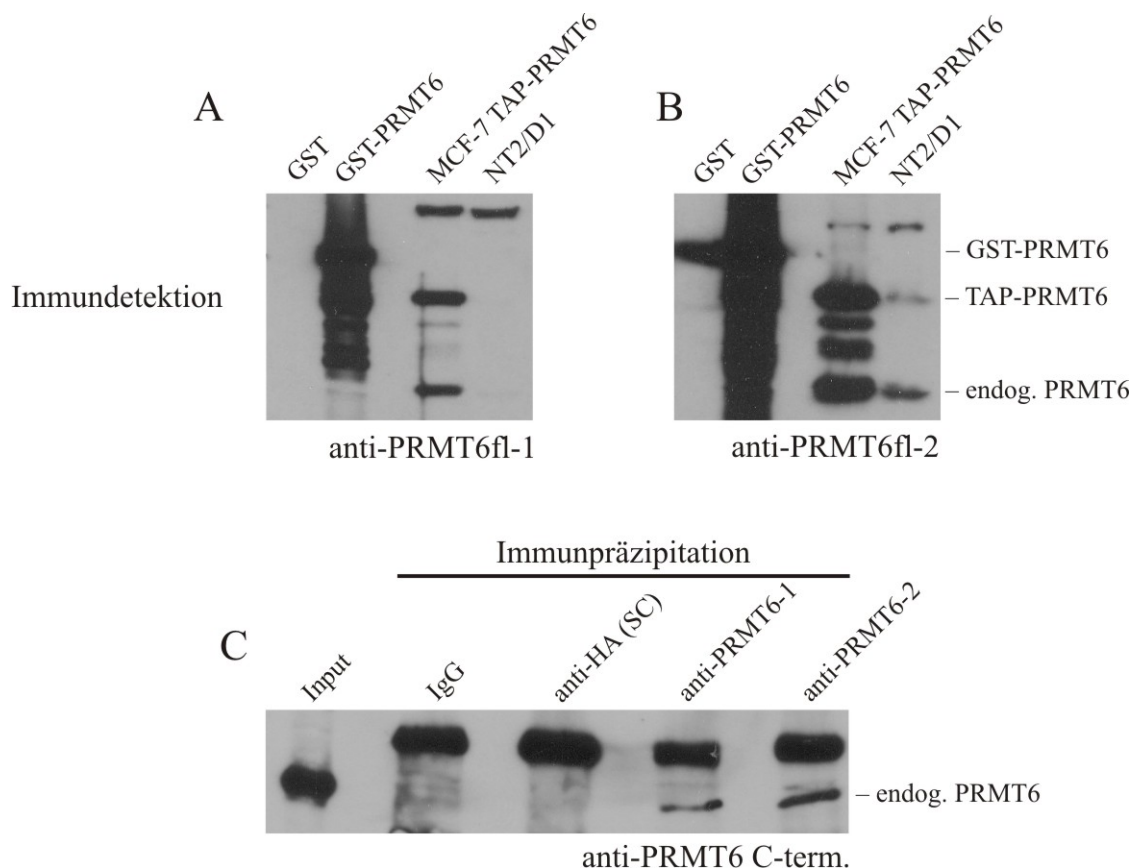 A
GST
GST-PRMT6
MCF-7 TAP-PRMT6
NT2/D1
B
GST
GST-PRMT6
MCF-7 TAP-PRMT6
NT2/D1
Immundetektion
– GST-PRMT6
– TAP-PRMT6
– endog. PRMT6
anti-PRMT6fl-1
anti-PRMT6fl-2
Immunpräzipitation
C
Input
IgG
anti-HA (SC)
anti-PRMT6-1
anti-PRMT6-2
– endog. PRMT6
anti-PRMT6 C-term.